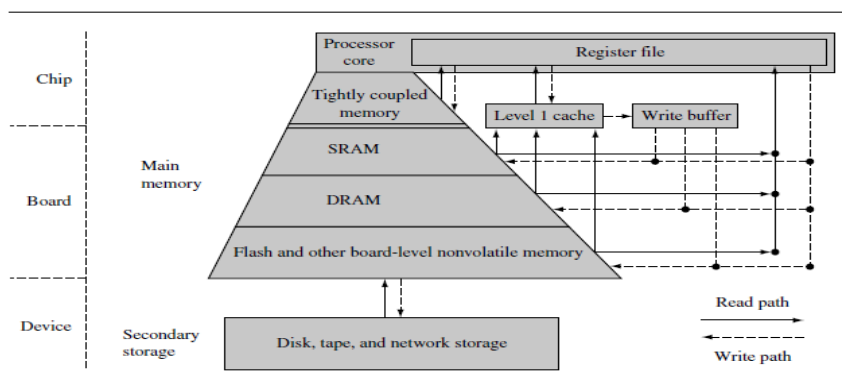 Processor
core
Register file
Chip
Tightly coupled
memory
Level 1 cache
Write buffer
SRAM
Main
memory
Board
DRAM
Flash and other board-level nonvolatile memory
Read path
Device
Secondary
storage
Disk, tape, and network storage
Write path